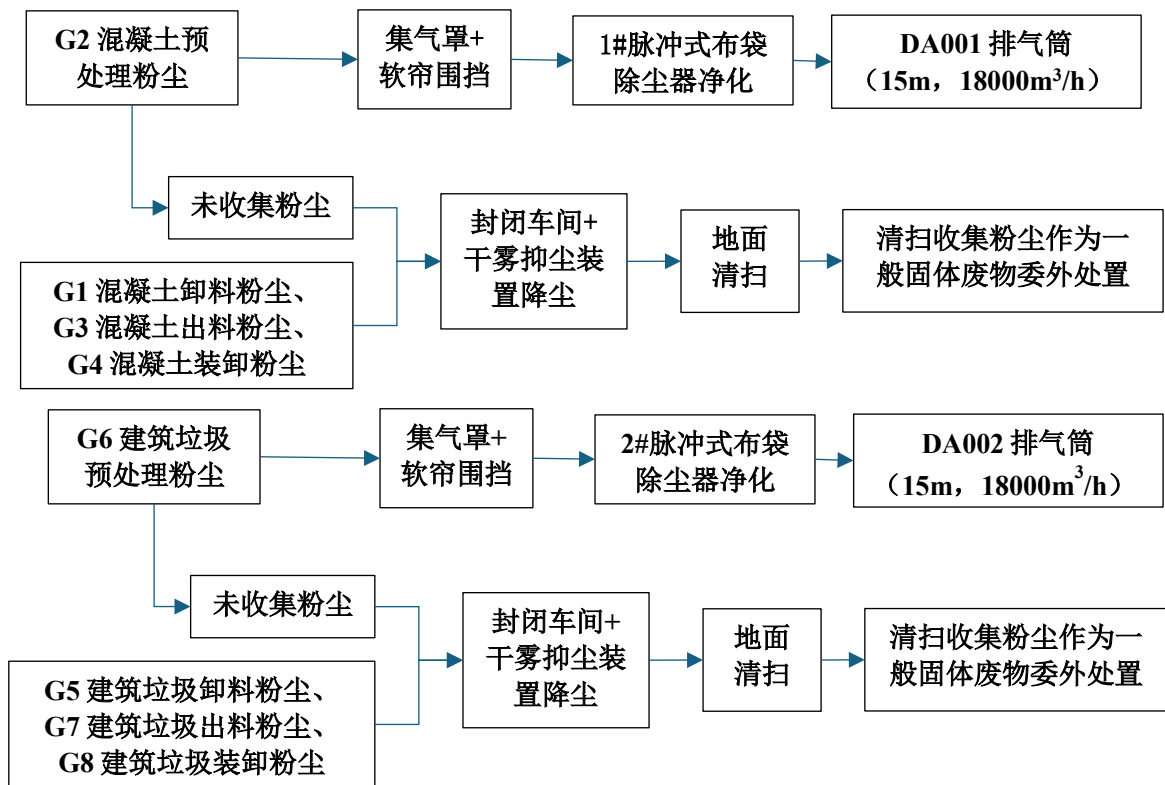 G2 混凝土预
处理粉尘
集气罩+
软帘围挡
1#脉冲式布袋
除尘器净化
DA001 排气筒
（15m，18000m³/h）
未收集粉尘
G1 混凝土卸料粉尘、
G3 混凝土出料粉尘、
G4 混凝土装卸粉尘
封闭车间+
干雾抑尘装
置降尘
地面
清扫
清扫收集粉尘作为一
般固体废物委外处置
G6 建筑垃圾
预处理粉尘
集气罩+
软帘围挡
2#脉冲式布袋
除尘器净化
DA002 排气筒
（15m，18000m³/h）
未收集粉尘
G5 建筑垃圾卸料粉尘、
G7 建筑垃圾出料粉尘、
G8 建筑垃圾装卸粉尘
封闭车间+
干雾抑尘装
置降尘
地面
清扫
清扫收集粉尘作为一
般固体废物委外处置